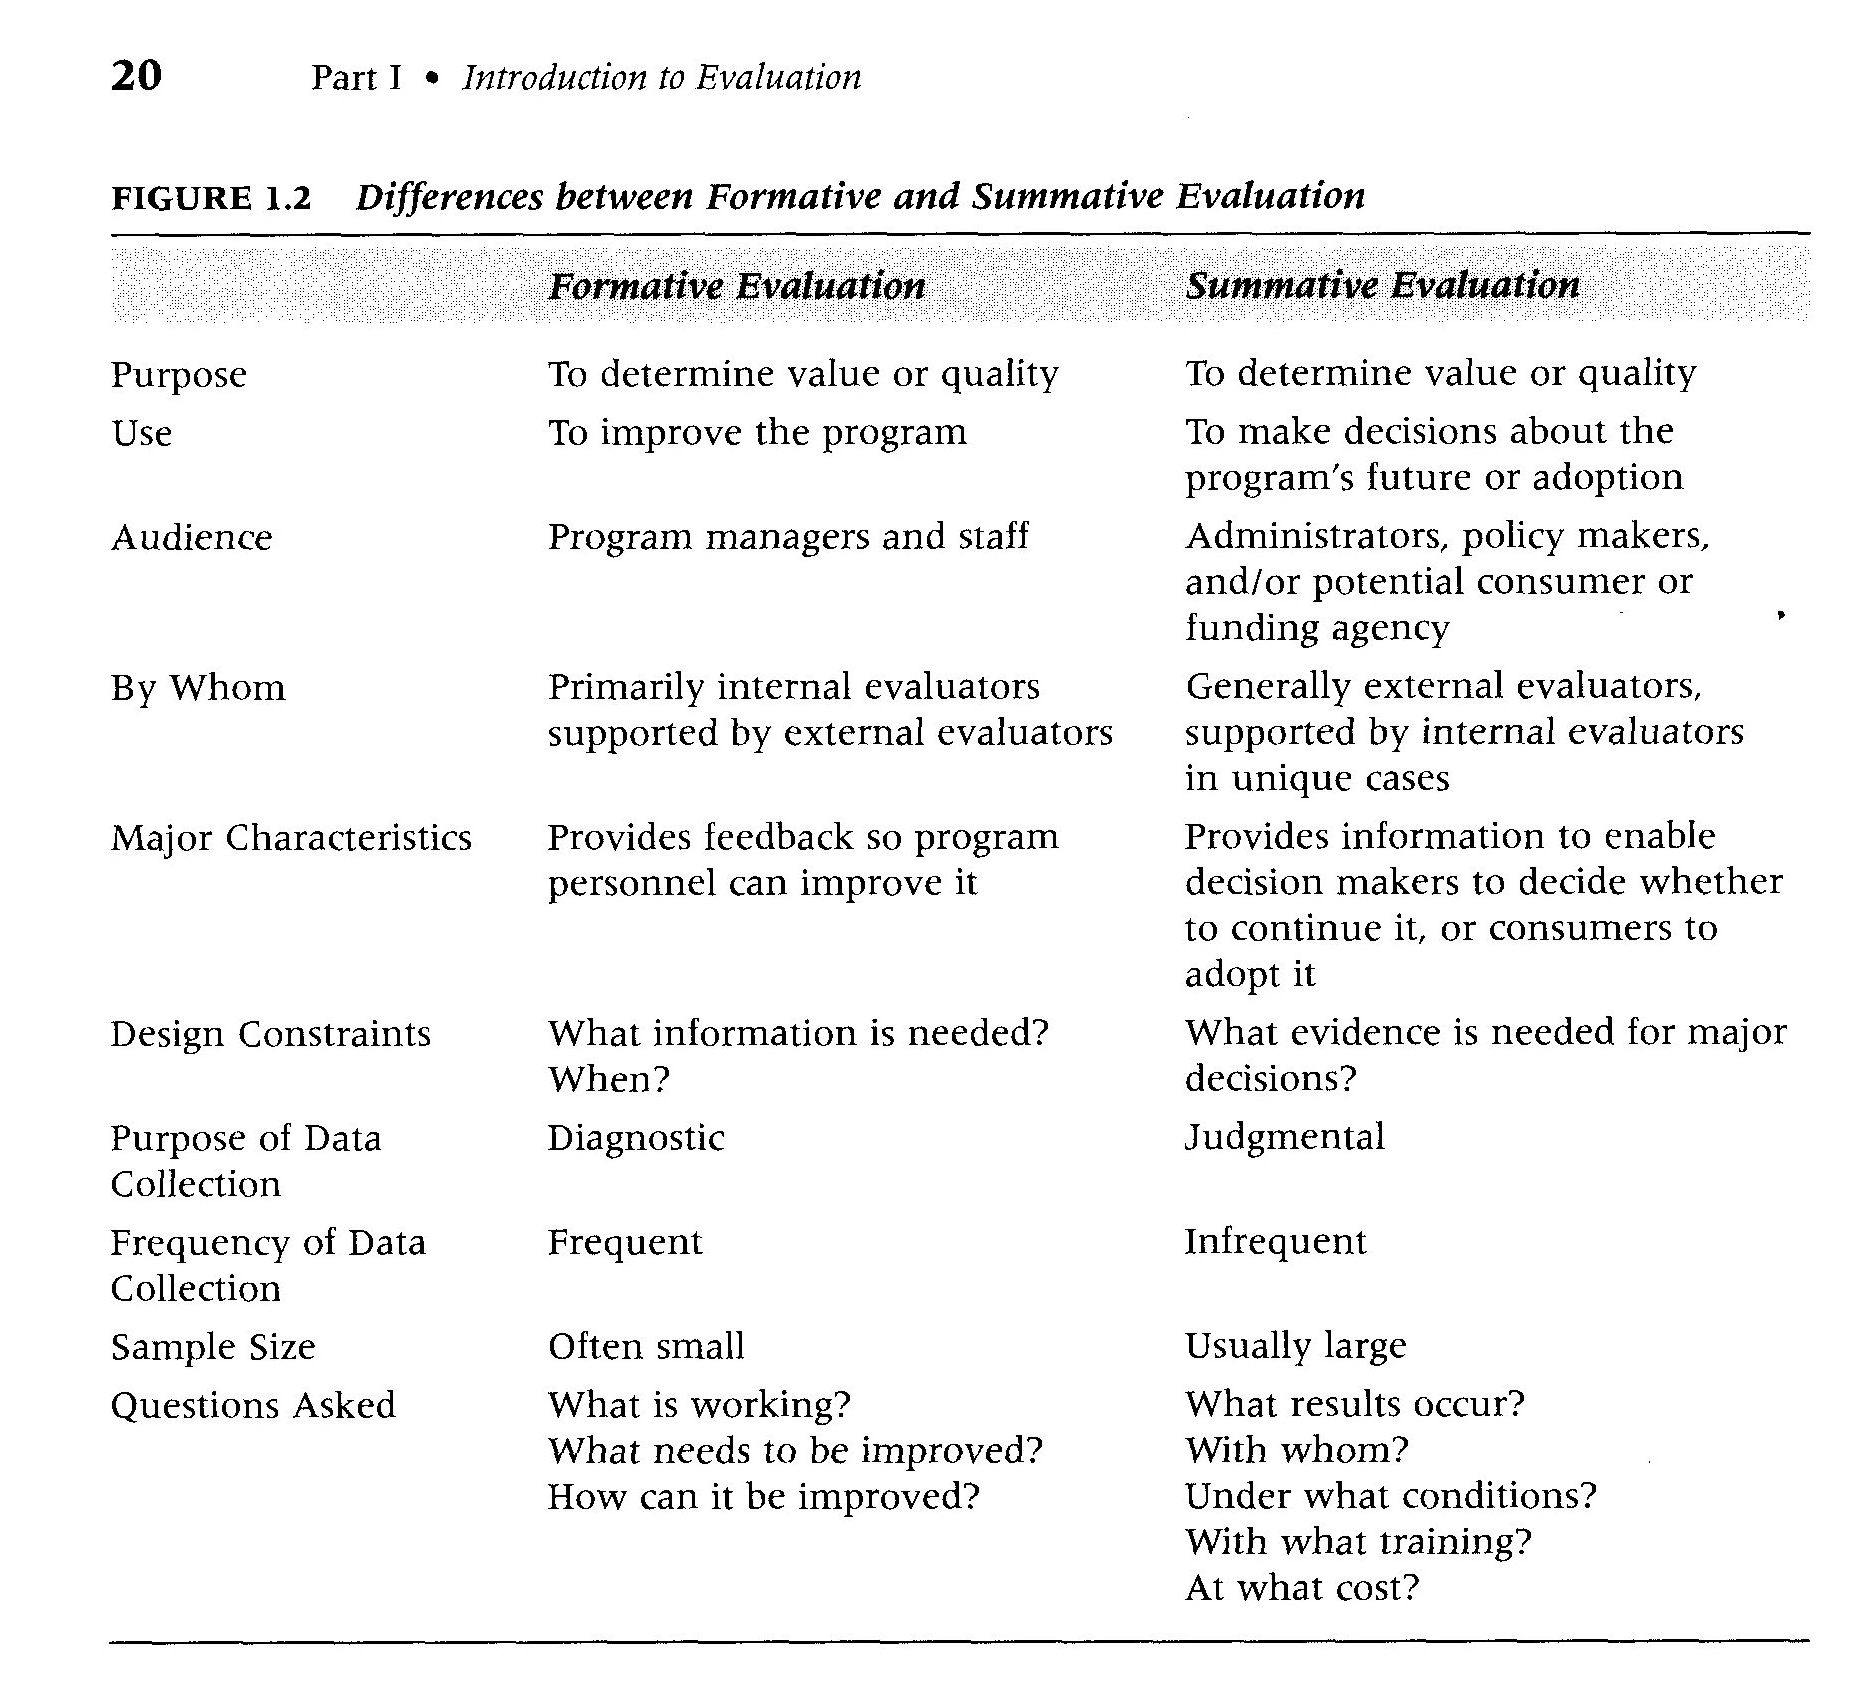 20 Part I • Introduction to Evaluation
FIGURE 1.2 Differences between Formative and Summative Evaluation
Formative Evaluation Summative Evaluation
Purpose To determine value or quality To determine value or quality
Use To improve the program To make decisions about the
program's future or adoption
Audience Program managers and staff Administrators, policy makers,
and/or potential consumer or
funding agency
By Whom Primarily internal evaluators Generally external evaluators,
supported by external evaluators supported by internal evaluators
in unique cases
Major Characteristics Provides feedback so program Provides information to enable
personnel can improve it decision makers to decide whether
to continue it, or consumers to
adopt it
Design Constraints What information is needed? What evidence is needed for major
When? decisions?
Purpose of Data Diagnostic Judgmental
Collection
Frequency of Data Frequent Infrequent
Collection
Sample Size Often small Usually large
Questions Asked What is working? What results occur?
What needs to be improved? With whom?
How can it be improved? Under what conditions?
With what training?
At what cost?